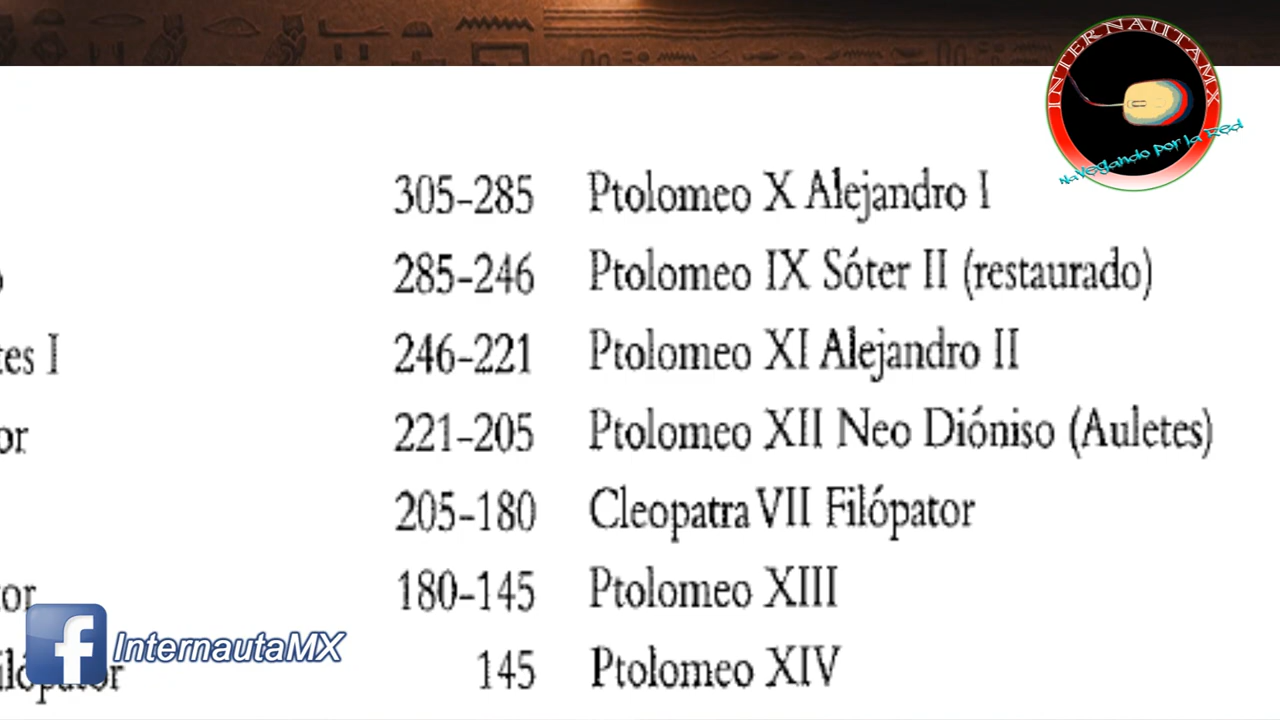 INTERNAUTAMX
Navegando por la Red
305-285 Ptolomeo X Alejandro I
285-246 Ptolomeo IX Sóter II (restaurado)
tes I 246-221 Ptolomeo XI Alejandro II
or 221-205 Ptolomeo XII Neo Dióniso (Auletes)
205-180 Cleopatra VII Filópator
tor 180-145 Ptolomeo XIII
InternautaMX
ilópator 145 Ptolomeo XIV